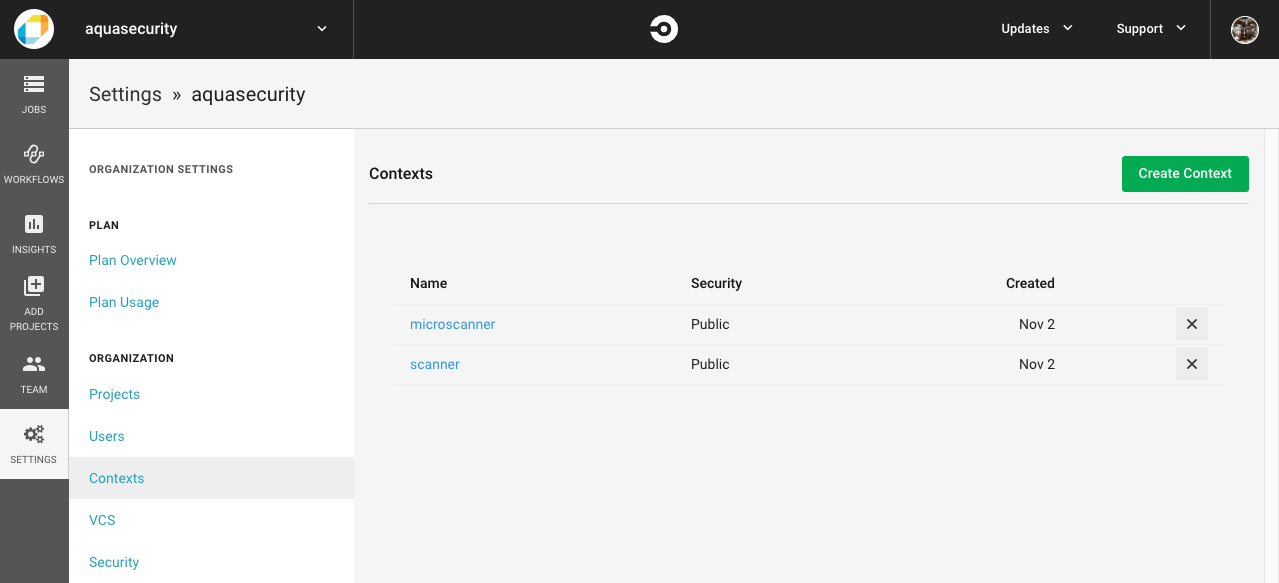 aquasecurity
Updates
Support
JOBS
WORKFLOWS
INSIGHTS
ADD
PROJECTS
TEAM
SETTINGS
Settings » aquasecurity
ORGANIZATION SETTINGS
PLAN
Plan Overview
Plan Usage
ORGANIZATION
Projects
Users
Contexts
VCS
Security
Contexts
Create Context
Name Security Created
microscanner Public Nov 2
scanner Public Nov 2